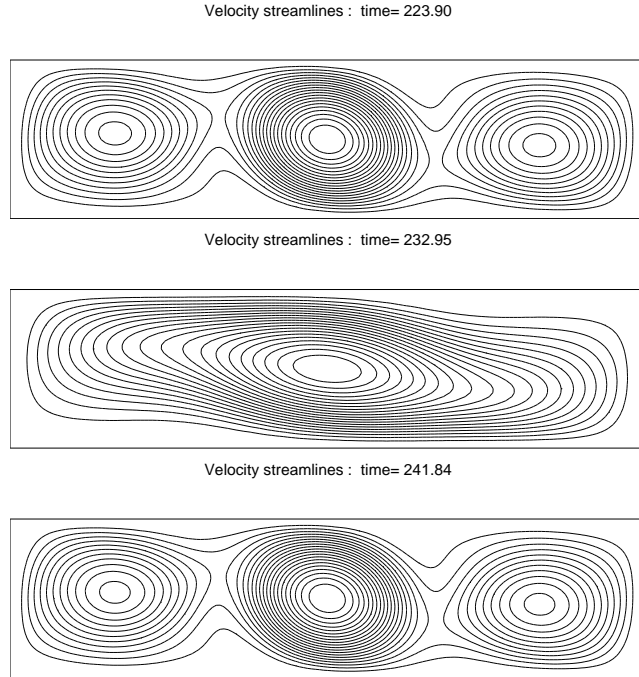 Velocity streamlines :  time= 223.90
Velocity streamlines :  time= 232.95
Velocity streamlines :  time= 241.84